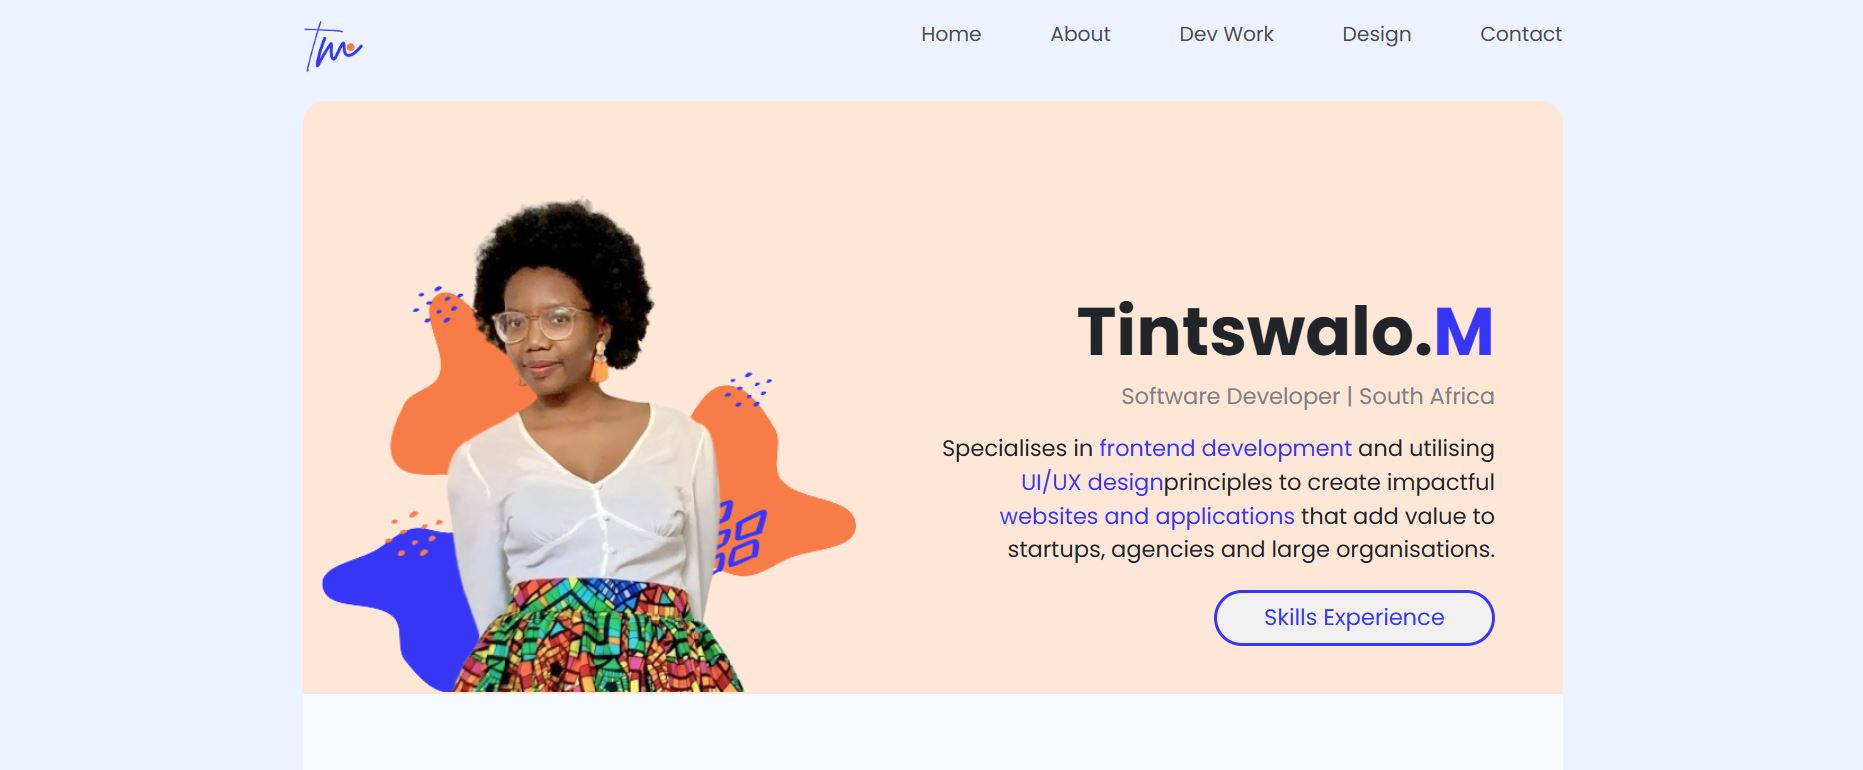 Tm
Home About Dev Work Design Contact
Tintswalo.M
Software Developer | South Africa
Specialises in frontend development and utilising
UI/UX designprinciples to create impactful
websites and applications that add value to
startups, agencies and large organisations.
Skills Experience